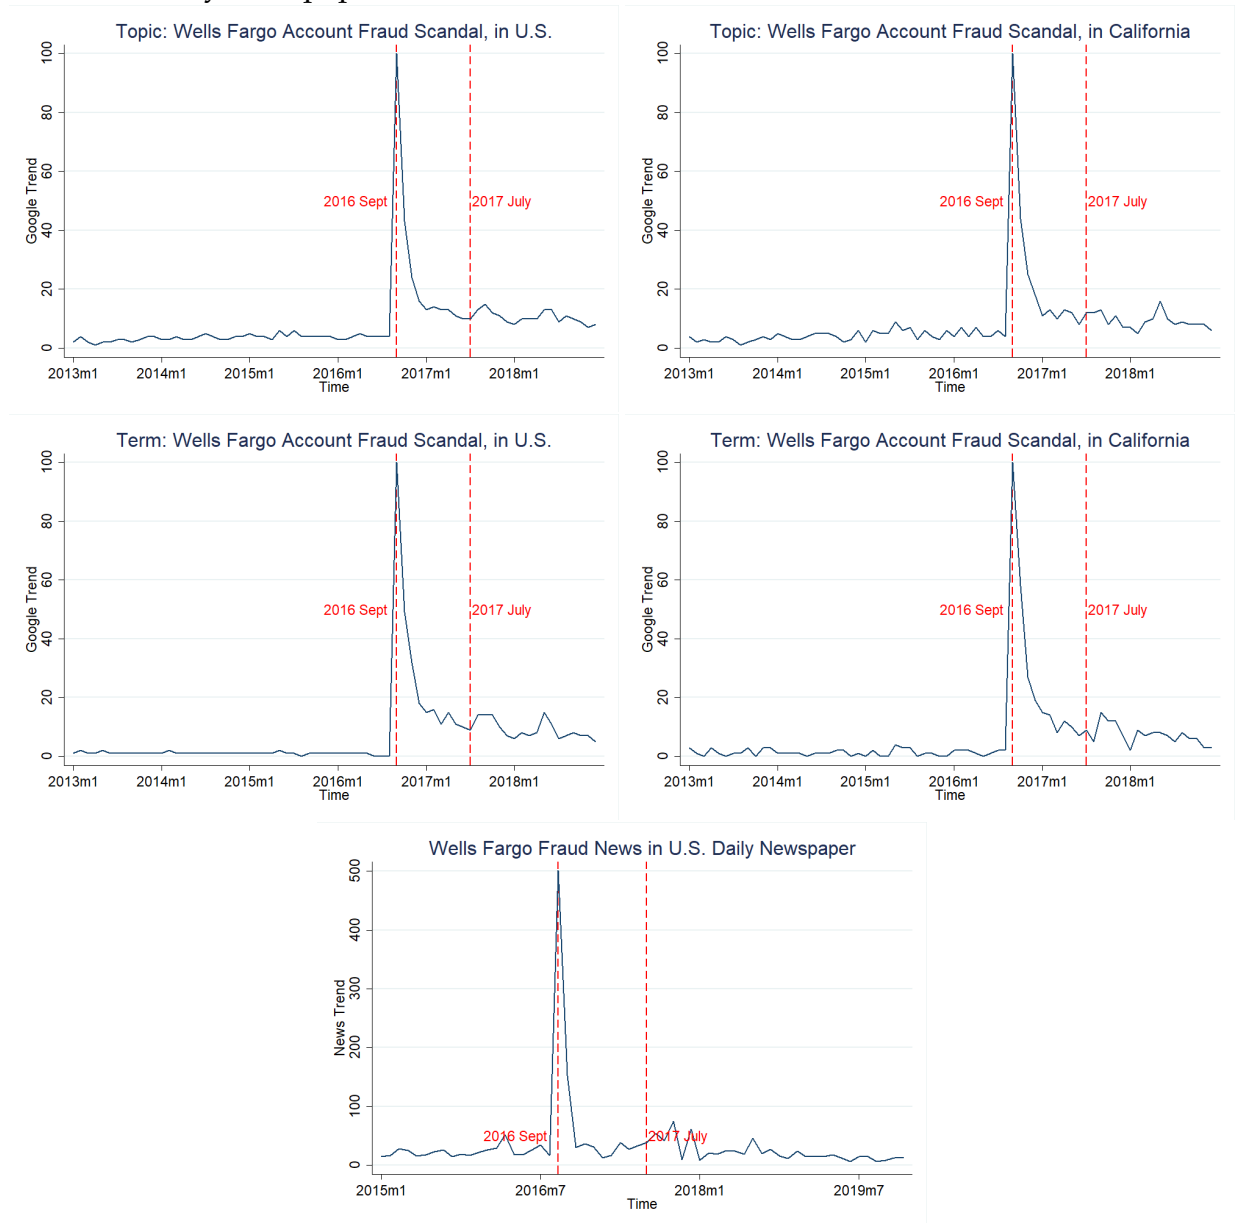 Topic: Wells Fargo Account Fraud Scandal, in U.S.
Google Trend
100
80
60
40
20
0
2016 Sept
2017 July
2013m1 2014m1 2015m1 2016m1 2017m1 2018m1
Time
Topic: Wells Fargo Account Fraud Scandal, in California
Google Trend
100
80
60
40
20
0
2016 Sept
2017 July
2013m1 2014m1 2015m1 2016m1 2017m1 2018m1
Time
Term: Wells Fargo Account Fraud Scandal, in U.S.
Google Trend
100
80
60
40
20
0
2016 Sept
2017 July
2013m1 2014m1 2015m1 2016m1 2017m1 2018m1
Time
Term: Wells Fargo Account Fraud Scandal, in California
Google Trend
100
80
60
40
20
0
2016 Sept
2017 July
2013m1 2014m1 2015m1 2016m1 2017m1 2018m1
Time
Wells Fargo Fraud News in U.S. Daily Newspaper
News Trend
500
400
300
200
100
0
2016 Sept
2017 July
2015m1 2016m7 2018m1 2019m7
Time